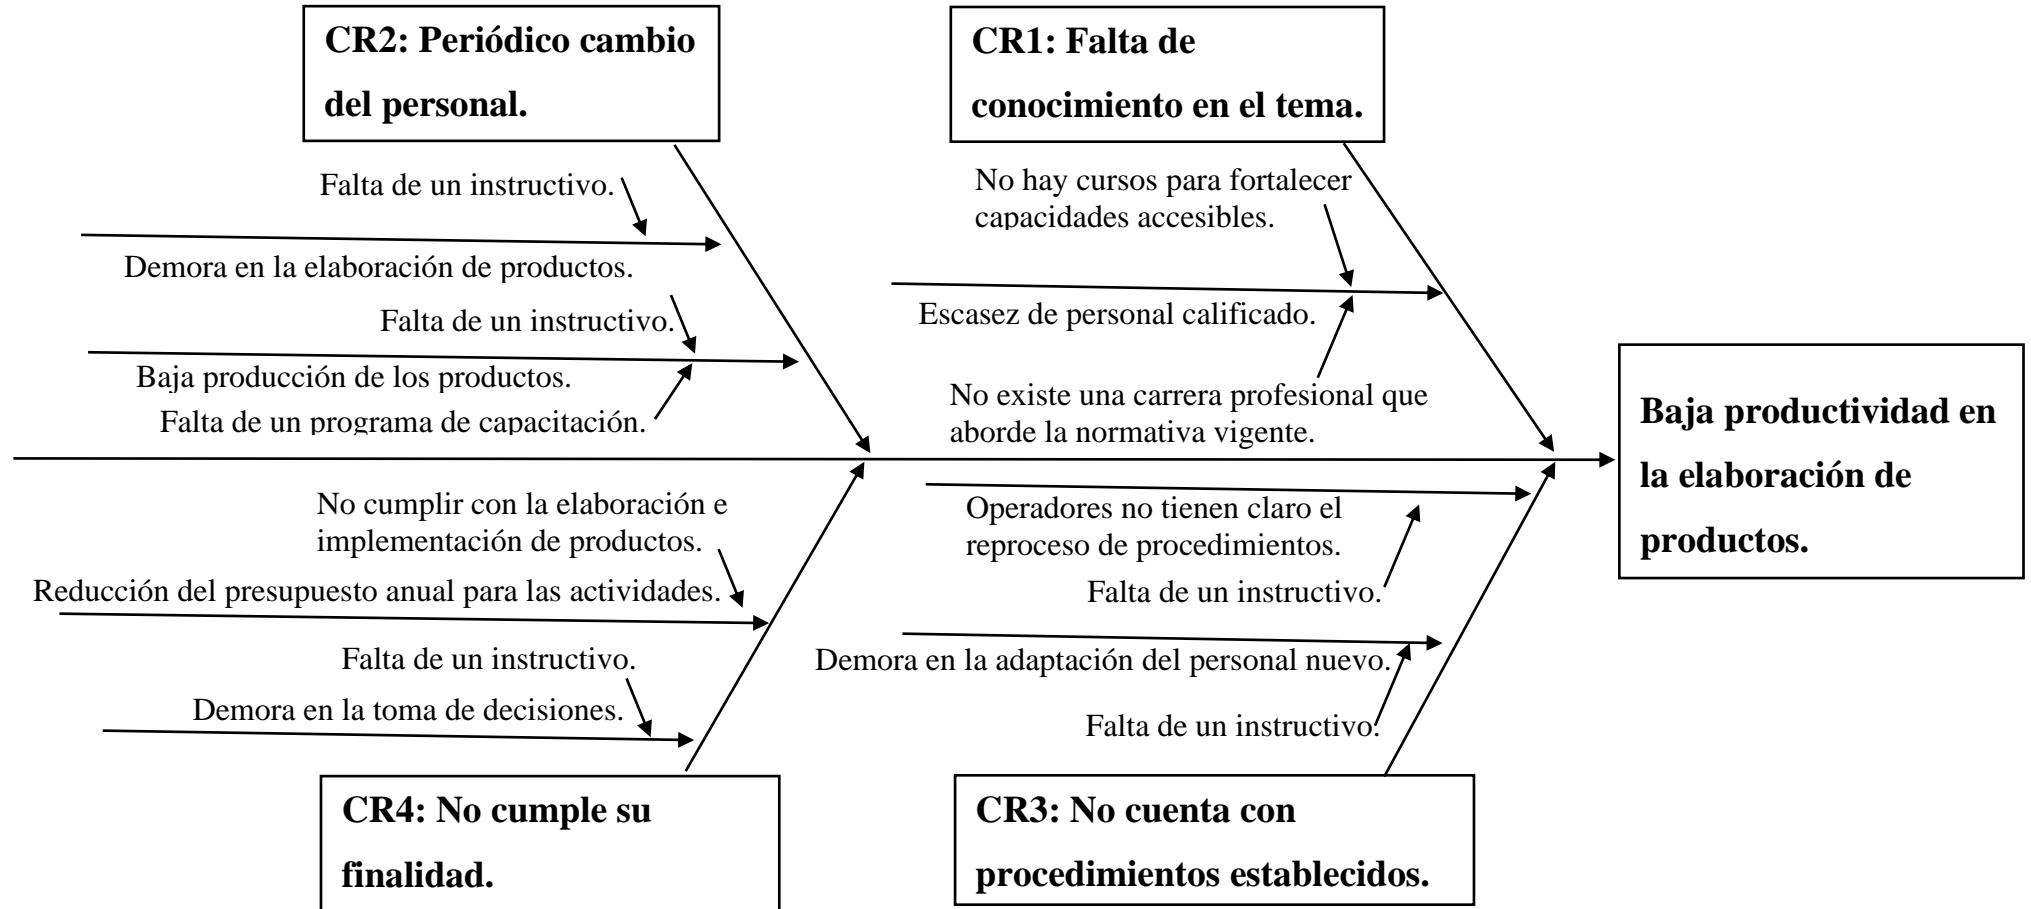 CR2: Periódico cambio
del personal.
CR1: Falta de
conocimiento en el tema.
Falta de un instructivo.
Demora en la elaboración de productos.
Falta de un instructivo.
Baja producción de los productos.
Falta de un programa de capacitación.
No hay cursos para fortalecer
capacidades accesibles.
Escasez de personal calificado.
No existe una carrera profesional que
aborde la normativa vigente.
Baja productividad en
la elaboración de
productos.
No cumplir con la elaboración e
implementación de productos.
Reducción del presupuesto anual para las actividades.
Falta de un instructivo.
Demora en la toma de decisiones.
Operadores no tienen claro el
reproceso de procedimientos.
Falta de un instructivo.
Demora en la adaptación del personal nuevo.
Falta de un instructivo.
CR4: No cumple su
finalidad.
CR3: No cuenta con
procedimientos establecidos.